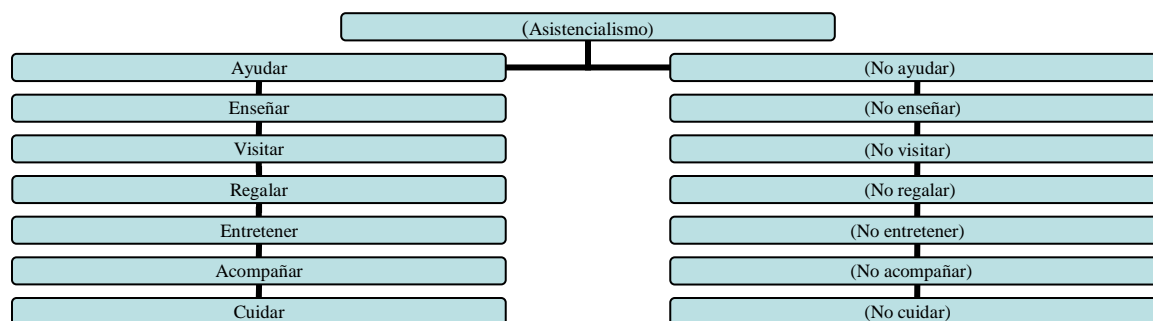 (Asistencialismo)
Ayudar
(No ayudar)
Enseñar
(No enseñar)
Visitar
(No visitar)
Regalar
(No regalar)
Entretener
(No entretener)
Acompañar
(No acompañar)
Cuidar
(No cuidar)